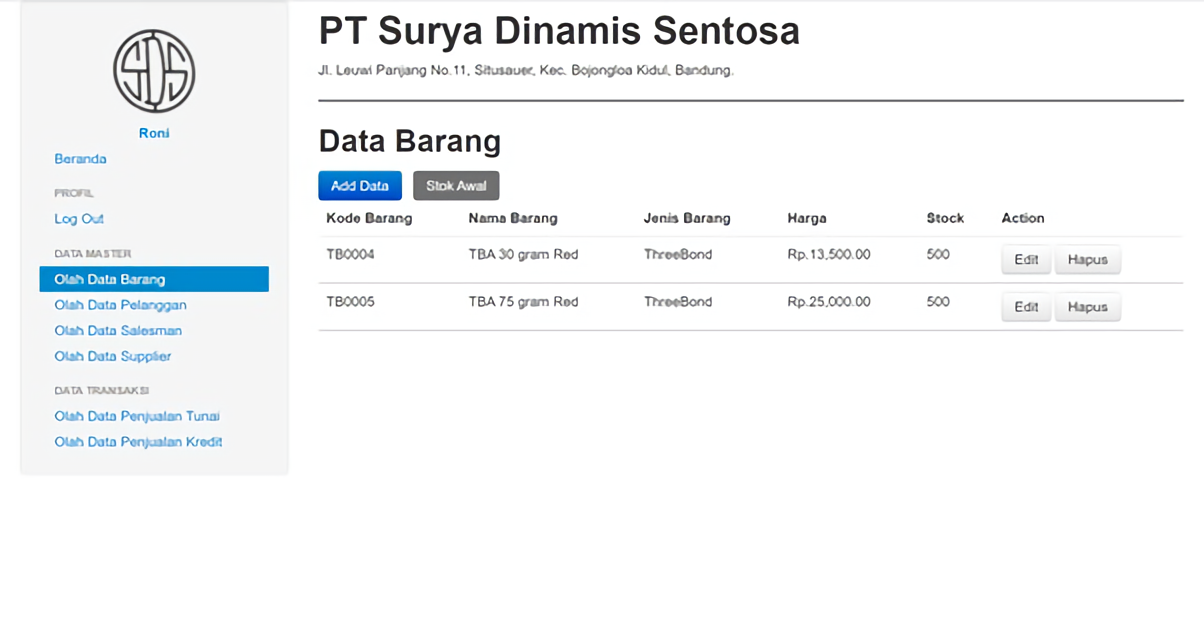 SDS
Roni
Beranda
PROFIL
Log Out
DATA MASTER
Olah Data Barang
Olah Data Pelanggan
Olah Data Salesman
Olah Data Supplier
DATA TRANSAKSI
Olah Data Penjualan Tunai
Olah Data Penjualan Kredit
PT Surya Dinamis Sentosa
Jl. Leuwi Panjang No.11, Situsauer, Kec. Bojongloa Kidul, Bandung.
Data Barang
Add Data Stok Awal
Kode Barang Nama Barang Jenis Barang Harga Stock Action
TB0004 TBA 30 gram Red ThreeBond Rp.13,500.00 500 Edit Hapus
TB0005 TBA 75 gram Red ThreeBond Rp.25,000.00 500 Edit Hapus